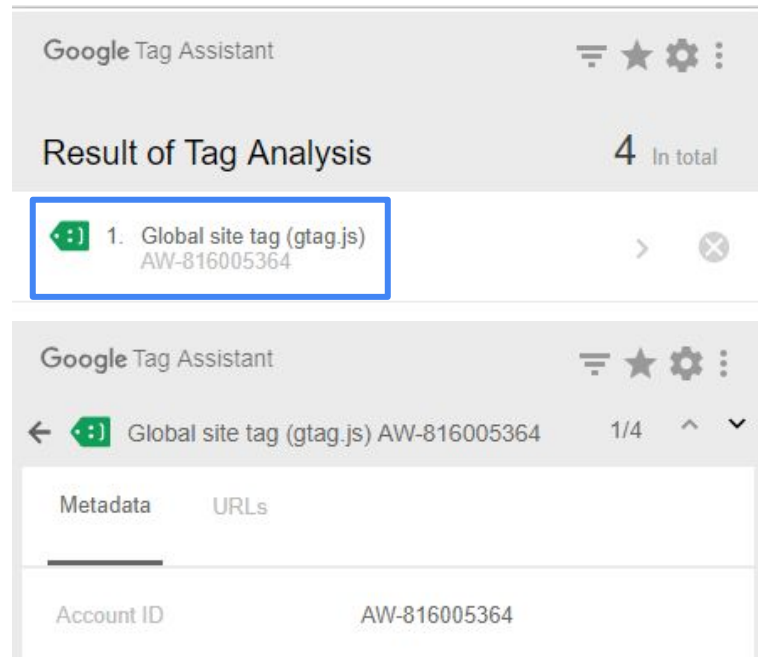 Google Tag Assistant
Result of Tag Analysis 4 In total
1. Global site tag (gtag.js)
AW-816005364
Google Tag Assistant
Global site tag (gtag.js) AW-816005364 1/4
Metadata URLs
Account ID AW-816005364